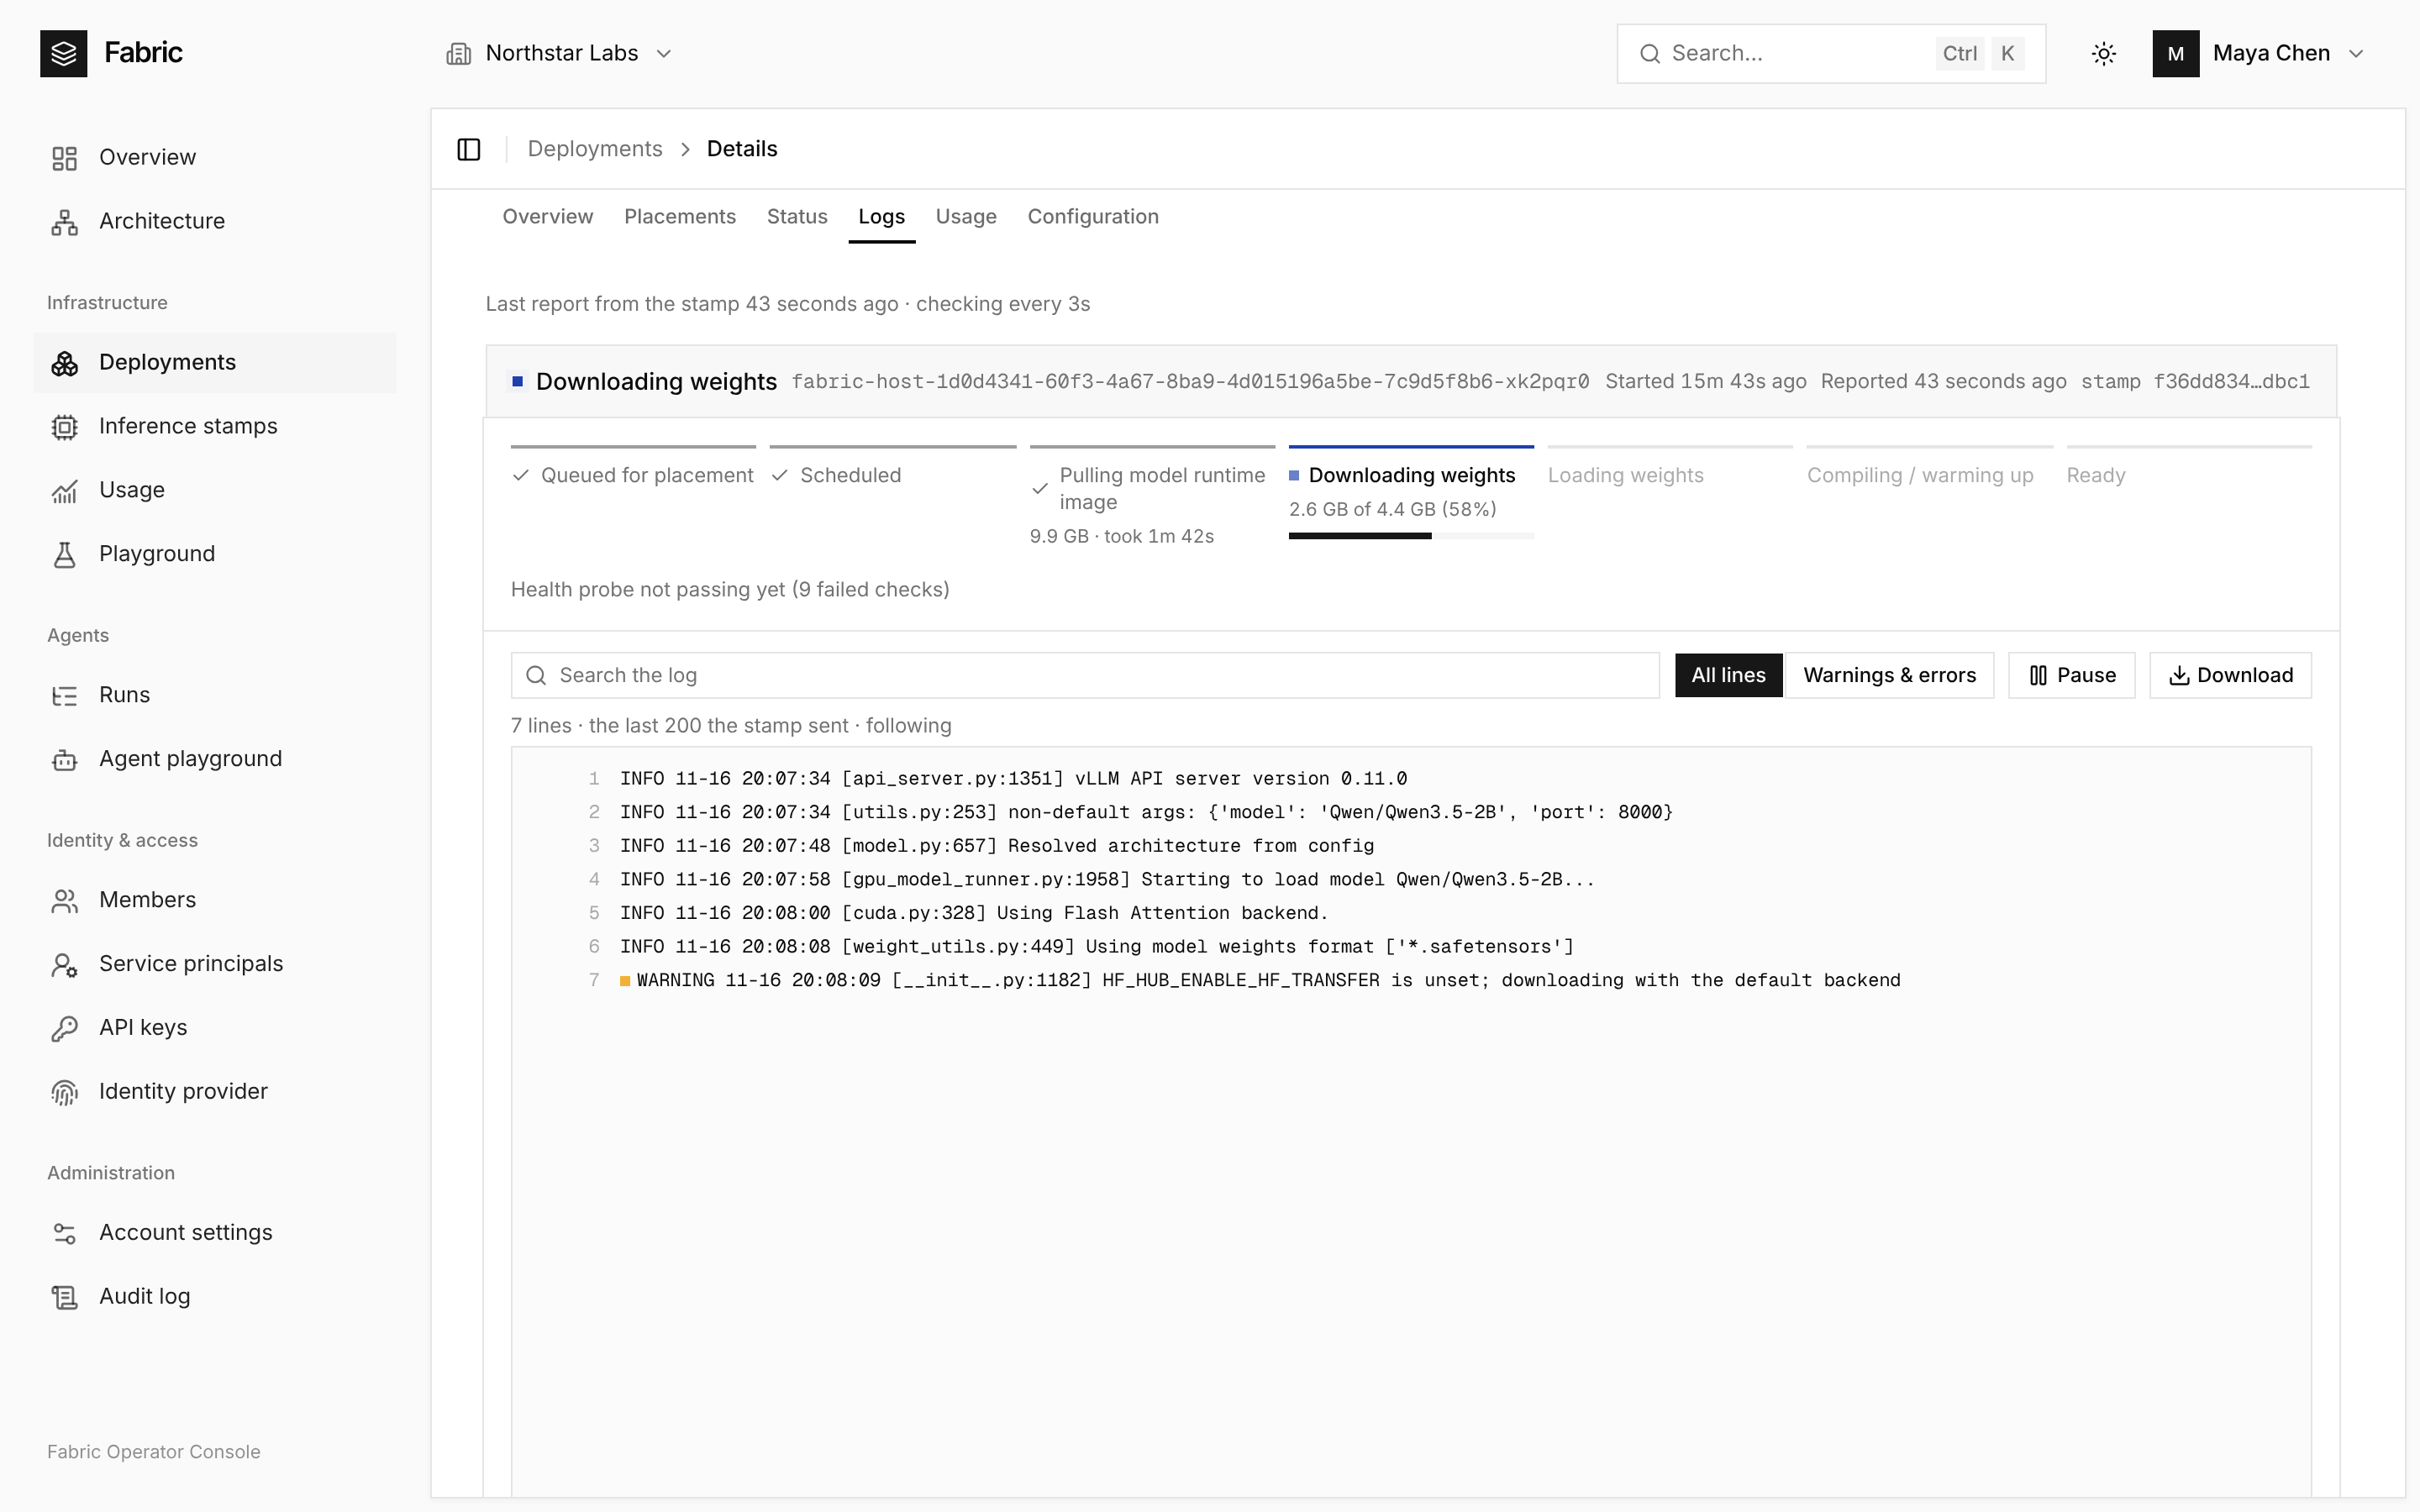 Fabric
Northstar Labs
Search...
Ctrl K
M
Maya Chen
Overview
Architecture
Infrastructure
Deployments
Inference stamps
Usage
Playground
Agents
Runs
Agent playground
Identity & access
Members
Service principals
API keys
Identity provider
Administration
Account settings
Audit log
Fabric Operator Console
Deployments > Details
Overview Placements Status Logs Usage Configuration
Last report from the stamp 43 seconds ago · checking every 3s
Downloading weights fabric-host-1d0d4341-60f3-4a67-8ba9-4d015196a5be-7c9d5f8b6-xk2pqr0 Started 15m 43s ago Reported 43 seconds ago stamp f36dd834…dbc1
Queued for placement
Scheduled
Pulling model runtime
image
9.9 GB · took 1m 42s
Downloading weights
2.6 GB of 4.4 GB (58%)
Loading weights
Compiling / warming up
Ready
Health probe not passing yet (9 failed checks)
Search the log
All lines
Warnings & errors
Pause
Download
7 lines · the last 200 the stamp sent · following
1 INFO 11-16 20:07:34 [api_server.py:1351] vLLM API server version 0.11.0
2 INFO 11-16 20:07:34 [utils.py:253] non-default args: {'model': 'Qwen/Qwen3.5-2B', 'port': 8000}
3 INFO 11-16 20:07:48 [model.py:657] Resolved architecture from config
4 INFO 11-16 20:07:58 [gpu_model_runner.py:1958] Starting to load model Qwen/Qwen3.5-2B...
5 INFO 11-16 20:08:00 [cuda.py:328] Using Flash Attention backend.
6 INFO 11-16 20:08:08 [weight_utils.py:449] Using model weights format ['*.safetensors']
7 WARNING 11-16 20:08:09 [__init__.py:1182] HF_HUB_ENABLE_HF_TRANSFER is unset; downloading with the default backend